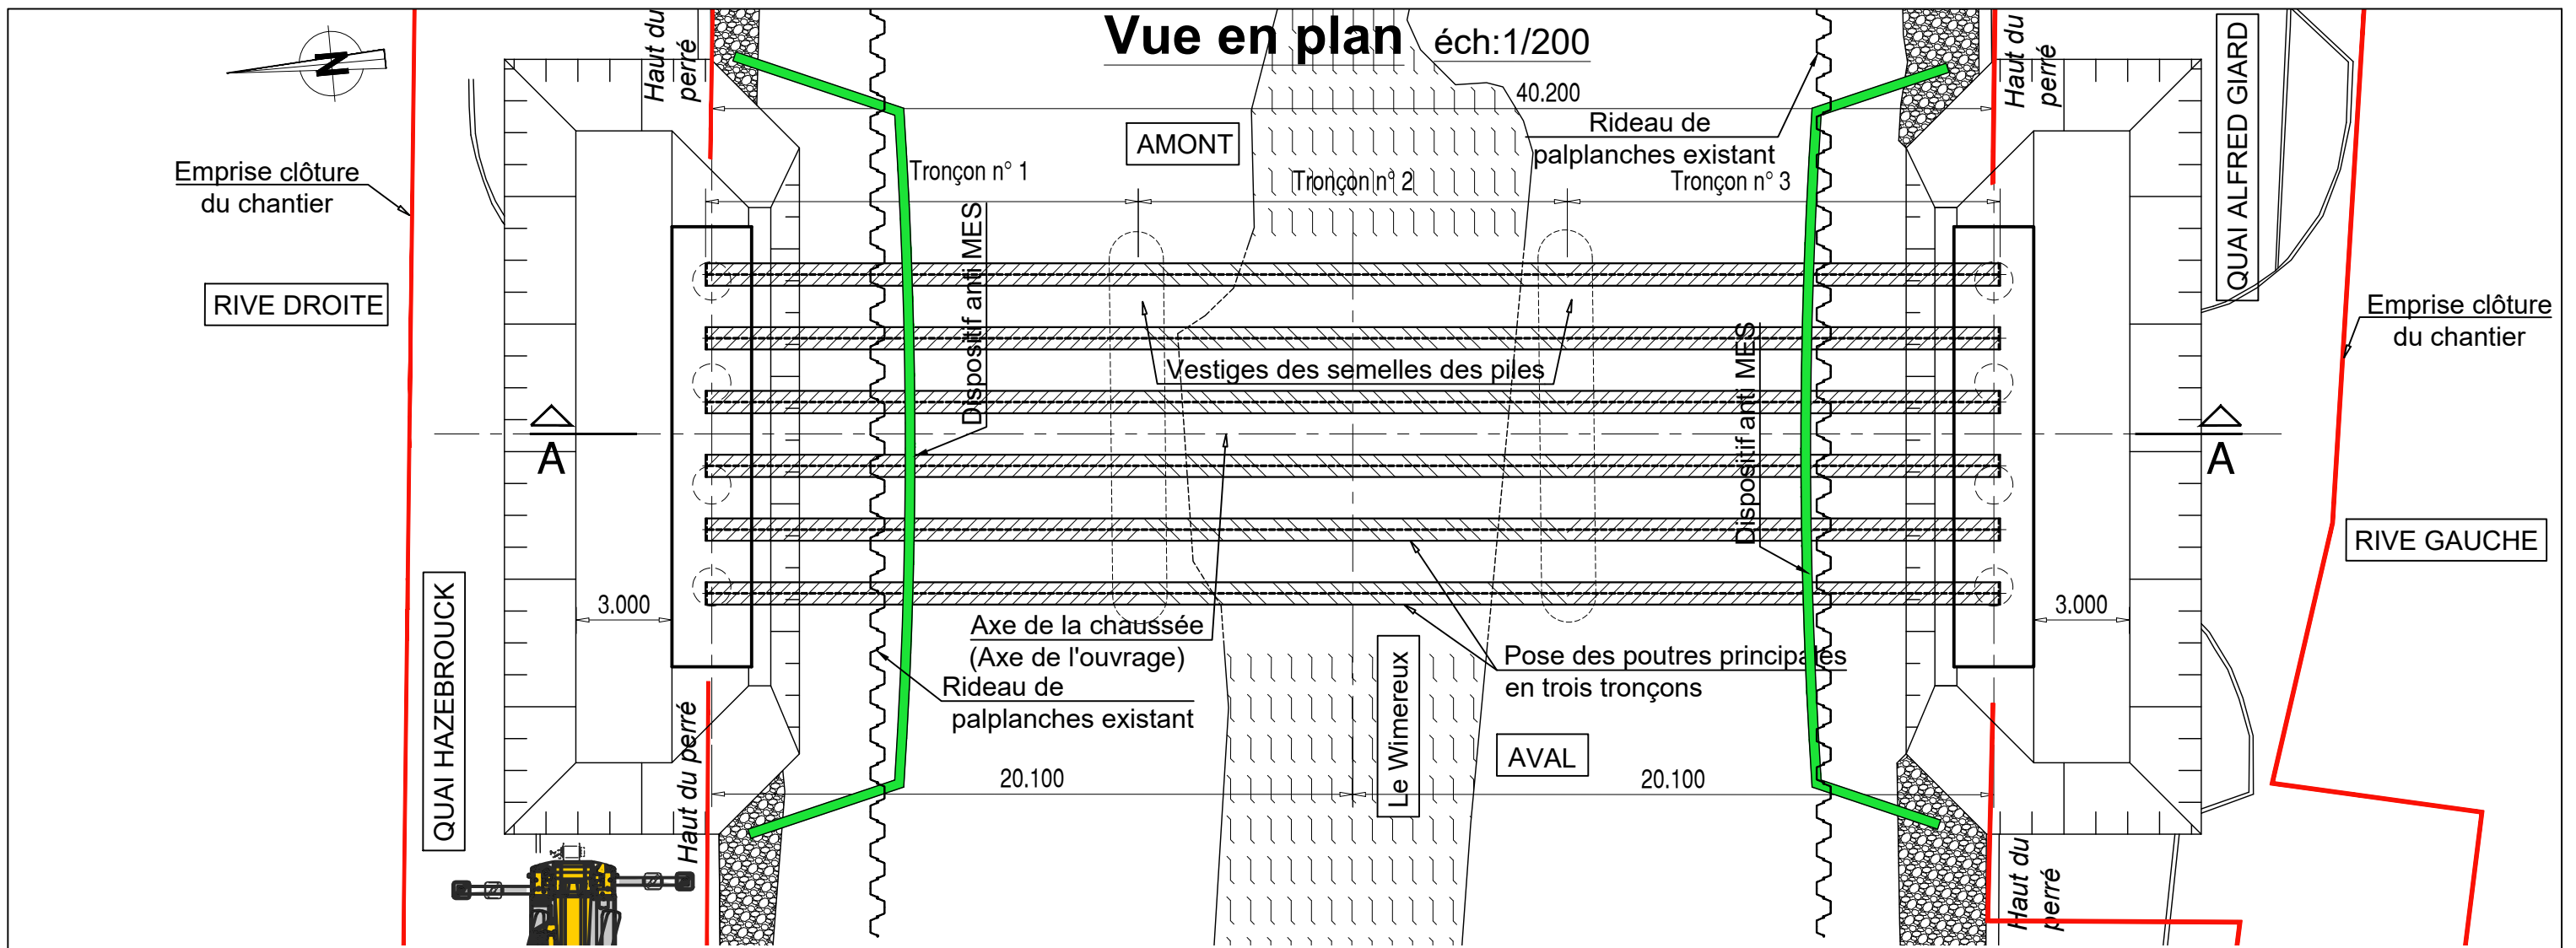 Vue en plan éch:1/200
N
Haut du
perré
40.200
Haut du
perré
QUAI ALFRED GIARD
AMONT
Rideau de
palplanches existant
Emprise clôture
du chantier
Tronçon n° 1
Tronçon n° 2
Tronçon n° 3
RIVE DROITE
Dispositif anti MES
Emprise clôture
du chantier
Vestiges des semelles des piles
Dispositif anti MES
A
A
RIVE GAUCHE
QUAI HAZEBROUCK
3.000
3.000
Axe de la chaussée
(Axe de l'ouvrage)
Rideau de
palplanches existant
Le Wimereux
Pose des poutres principales
en trois tronçons
Haut du perré
20.100
AVAL
20.100
Haut du
perré